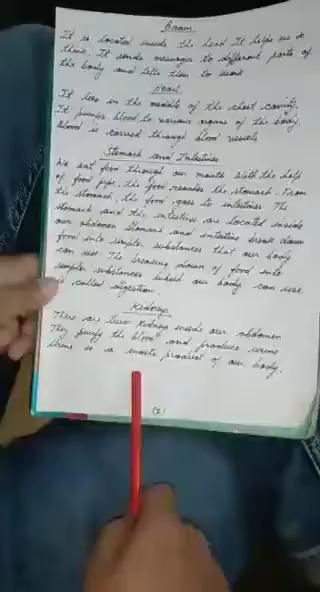 Brain
It is located inside the head It helps us to
think. It sends messages to different parts of
the body and tells them to work
Heart
It lies in the middle of the chest cavity.
It pumps blood to various organs of the body.
Blood is carried through blood vessels
Stomach and Intestines
We eat food through our mouth with the help
of food pipe, the food reaches the stomach. From
the stomach, the food goes to intestines The
stomach and the intestine are located inside
our abdomen Stomach and intestine break down
food into simpler substances that our body
can use The breaking down of food into
simpler substances which our body can use
is called digestion.
Kidneys
There are two kidneys inside our abdomen
They purify the blood and produce urine
Urine is a waste product of our body.
(2)